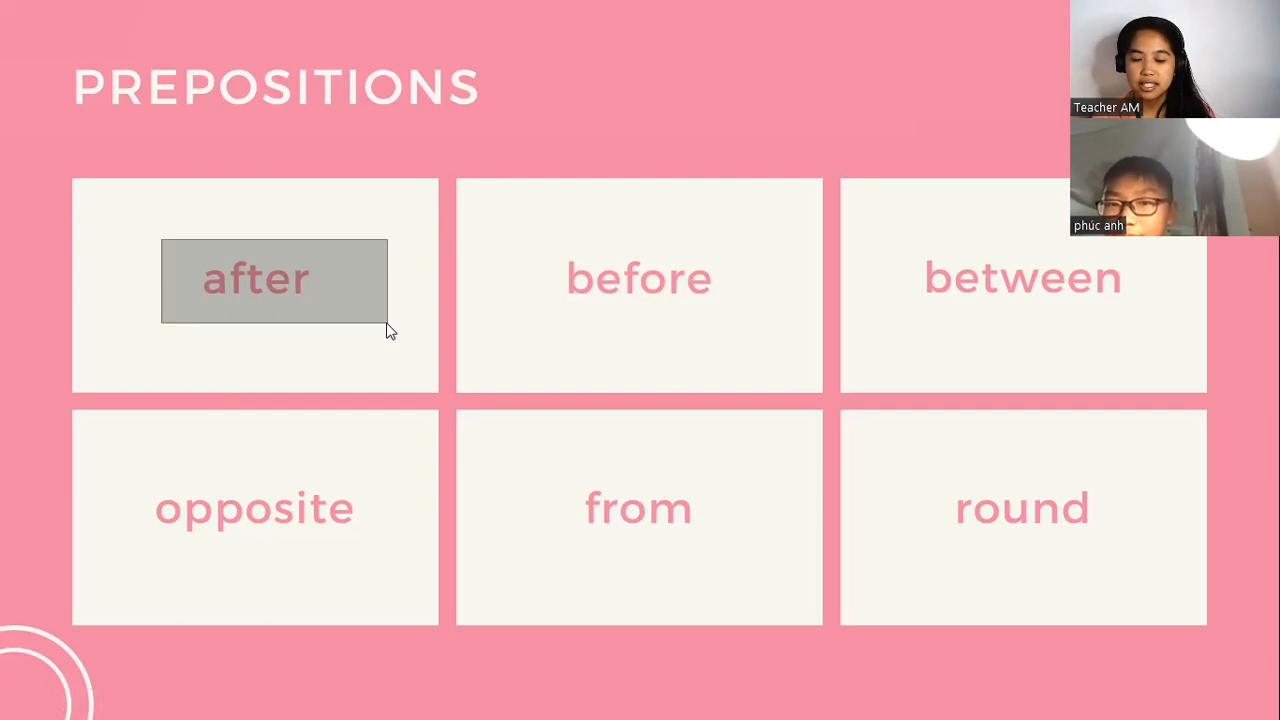 PREPOSITIONS
after
before
between
opposite
from
round
Teacher AM
phúc anh